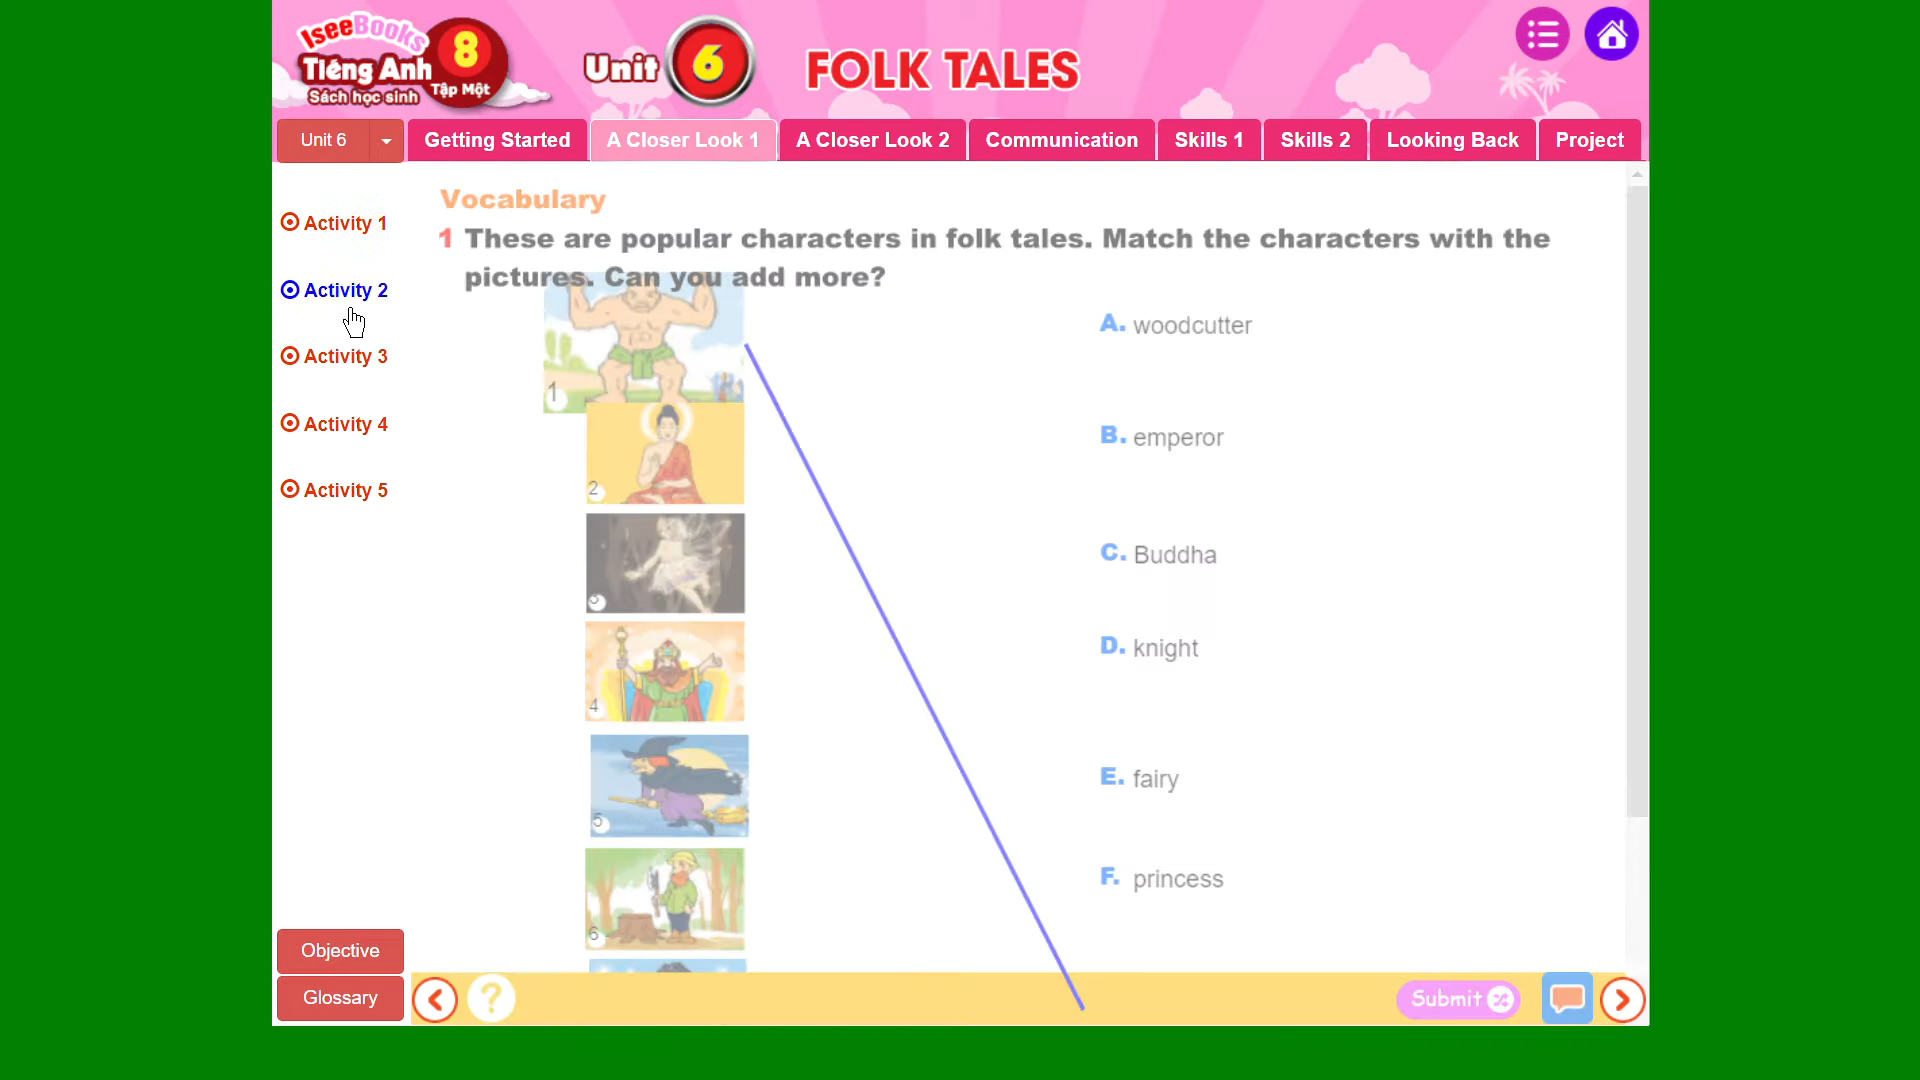 IseeBooks
Tiếng Anh 8
Tập Một
Sách học sinh
Unit 6
FOLK TALES
Unit 6
Getting Started
A Closer Look 1
A Closer Look 2
Communication
Skills 1
Skills 2
Looking Back
Project
Activity 1
Activity 2
Activity 3
Activity 4
Activity 5
Vocabulary
1 These are popular characters in folk tales. Match the characters with the
pictures. Can you add more?
1
2
3
4
5
6
A. woodcutter
B. emperor
C. Buddha
D. knight
E. fairy
F. princess
Objective
Glossary
?
Submit